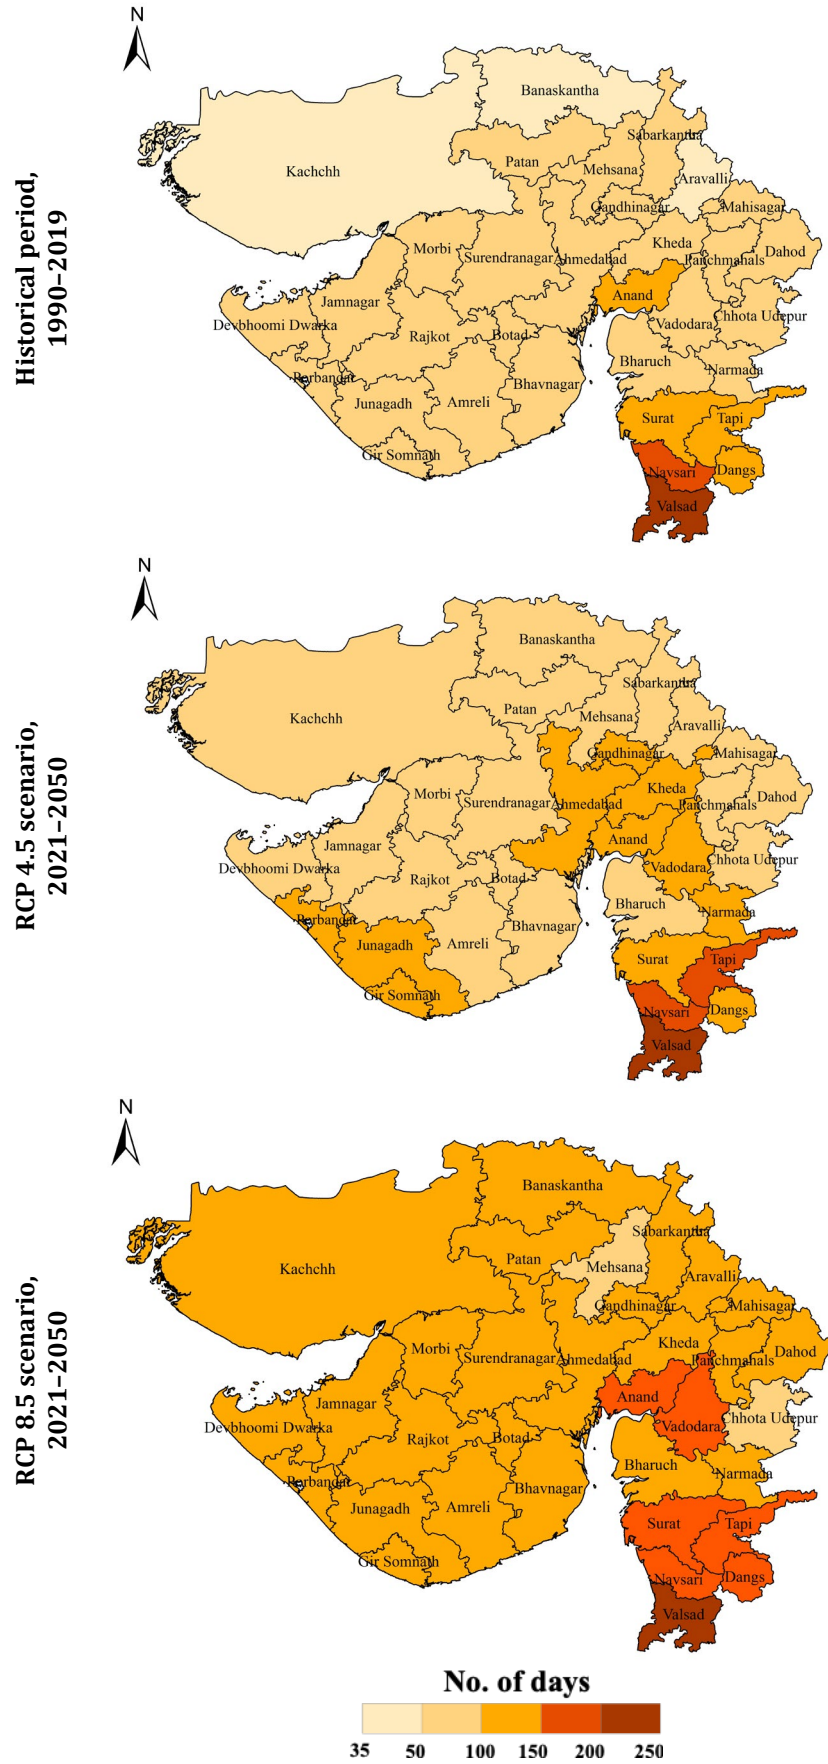 N
Historical period,
1990–2019
Banaskantha
Sabarkantha
Patan
Mehsana
Kachchh
Aravalli
Gandhinagar
Mahisagar
Morbi
Surendranagar
Ahmedabad
Kheda
Panchmahals
Dahod
Jamnagar
Anand
Devbhoomi Dwarka
Rajkot
Botad
Vadodara
Chhota Udepur
Bharuch
Narmada
Porbandar
Bhavnagar
Junagadh
Amreli
Surat
Tapi
Gir Somnath
Navsari
Dangs
Valsad
N
RCP 4.5 scenario,
2021–2050
Banaskantha
Sabarkantha
Patan
Mehsana
Kachchh
Aravalli
Gandhinagar
Mahisagar
Morbi
Surendranagar
Ahmedabad
Kheda
Panchmahals
Dahod
Jamnagar
Anand
Devbhoomi Dwarka
Rajkot
Botad
Vadodara
Chhota Udepur
Bharuch
Narmada
Porbandar
Bhavnagar
Junagadh
Amreli
Surat
Tapi
Gir Somnath
Navsari
Dangs
Valsad
N
RCP 8.5 scenario,
2021–2050
Banaskantha
Sabarkantha
Patan
Mehsana
Kachchh
Aravalli
Gandhinagar
Mahisagar
Morbi
Surendranagar
Ahmedabad
Kheda
Panchmahals
Dahod
Jamnagar
Anand
Devbhoomi Dwarka
Rajkot
Botad
Vadodara
Chhota Udepur
Bharuch
Narmada
Porbandar
Bhavnagar
Junagadh
Amreli
Surat
Tapi
Gir Somnath
Navsari
Dangs
Valsad
No. of days
35 50 100 150 200 250